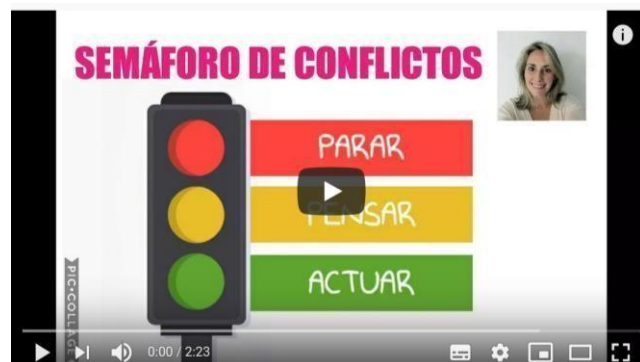 SEMÁFORO DE CONFLICTOS
PARAR
PENSAR
ACTUAR
PIC•COLLAGE
0:00 / 2:23